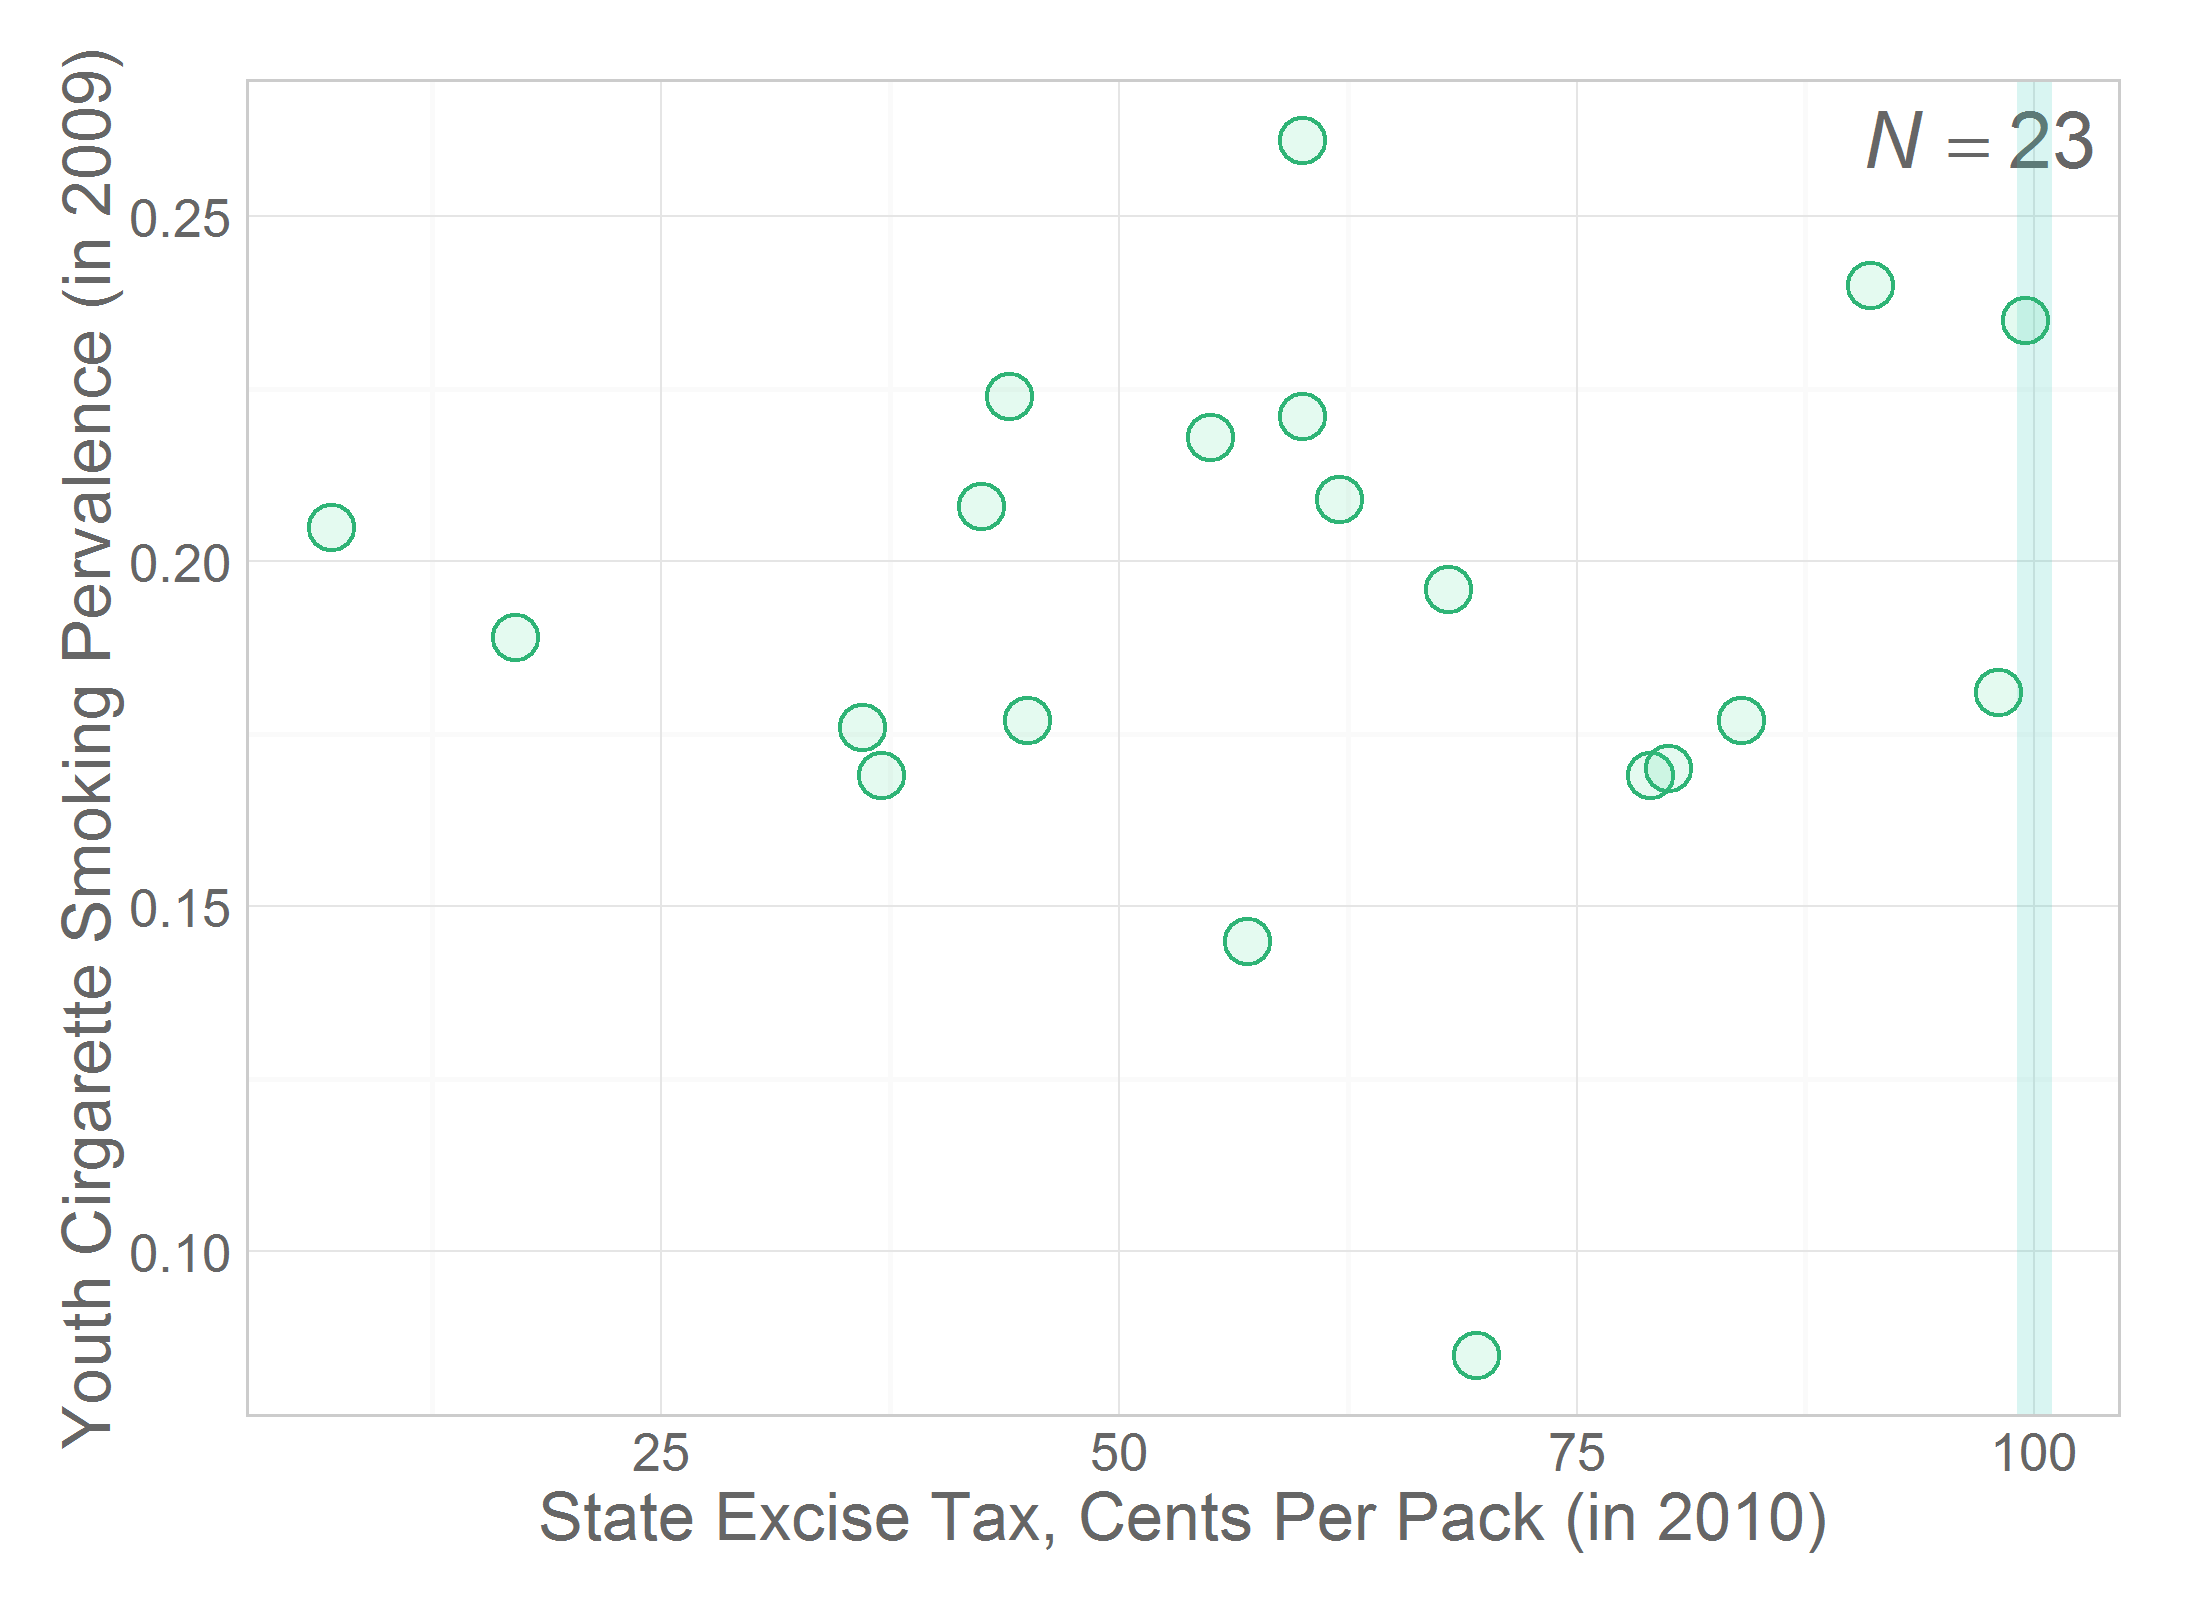 Youth Cirgarette Smoking Pervalence (in 2009)
N = 23
0.25
0.20
0.15
0.10
25 50 75 100
State Excise Tax, Cents Per Pack (in 2010)